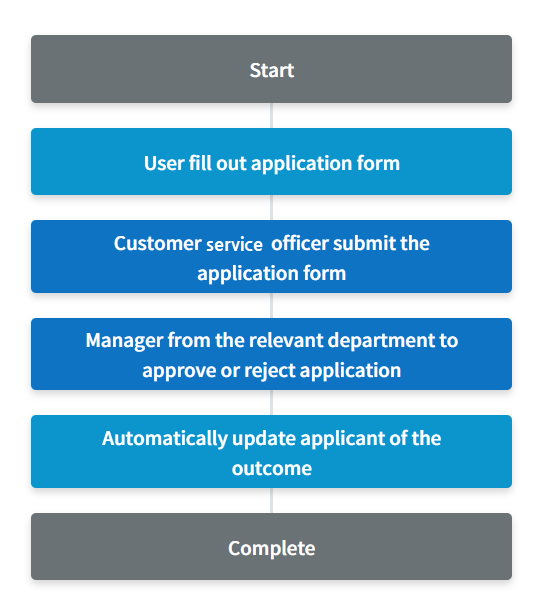 Start
User fill out application form
Customer service officer submit the
application form
Manager from the relevant department to
approve or reject application
Automatically update applicant of the
outcome
Complete